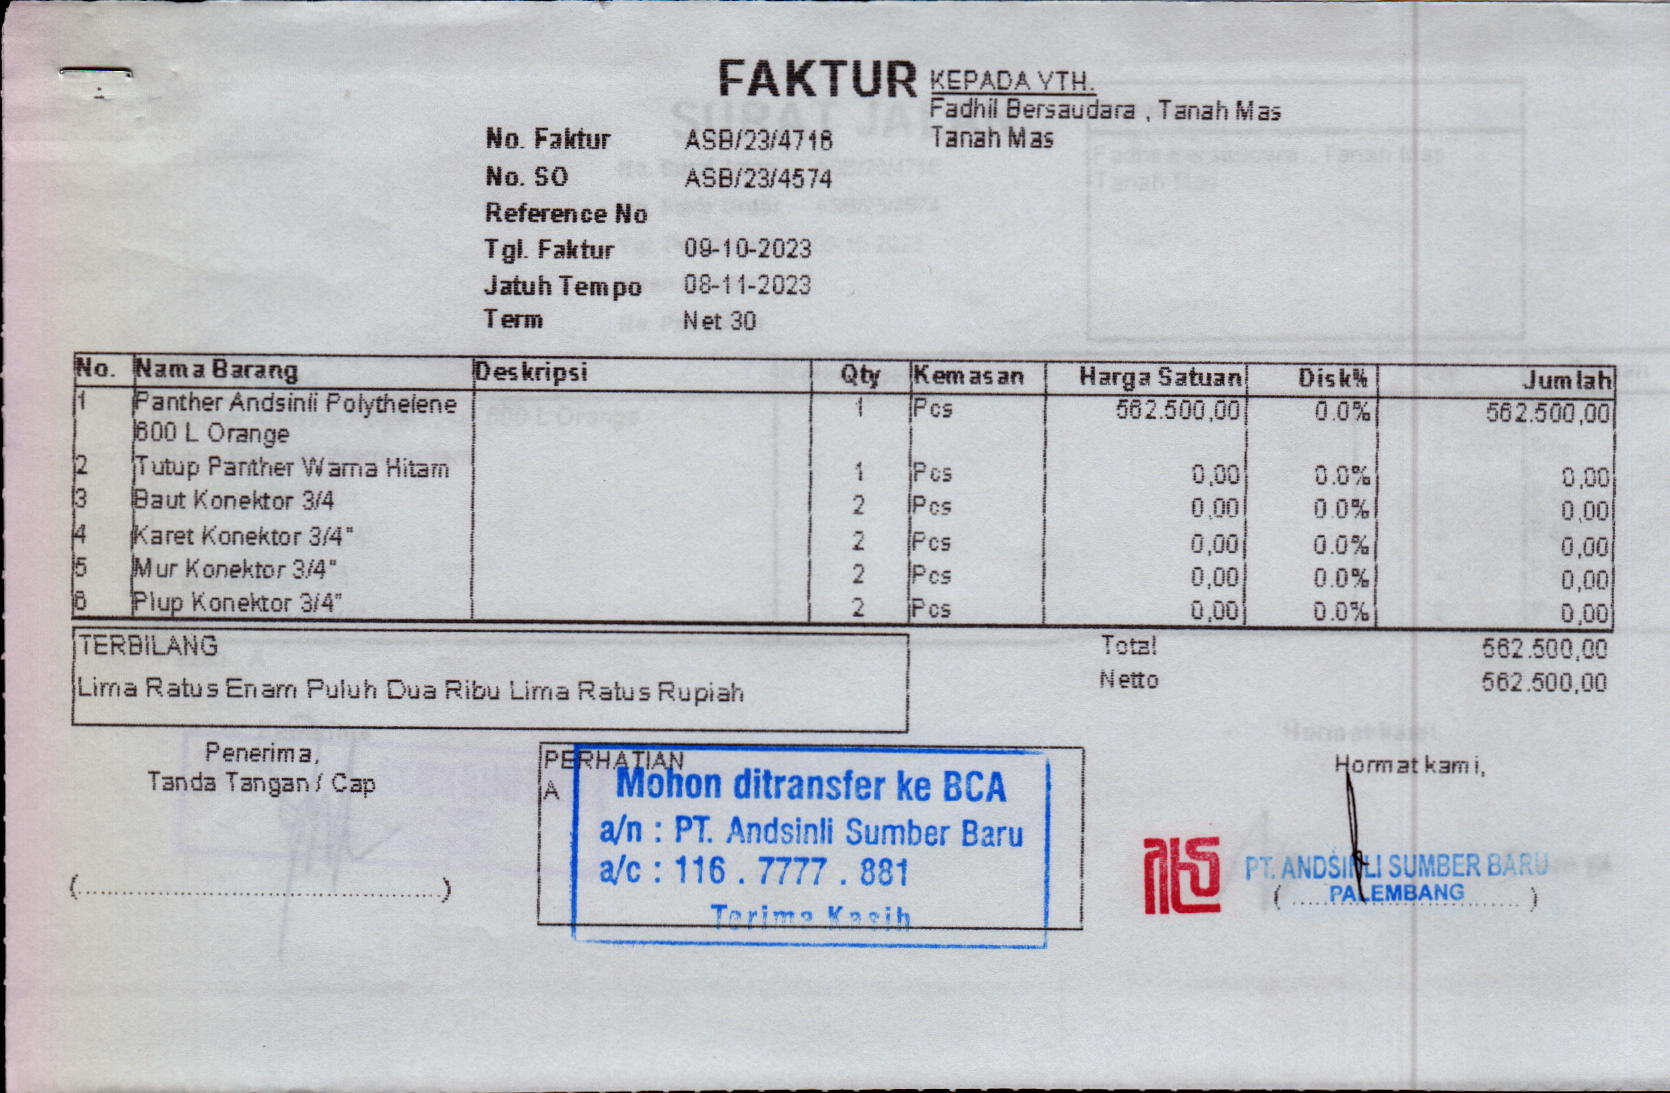 FAKTUR
KEPADA YTH.
Fadhil Bersaudara , Tanah Mas
Tanah Mas
No. Faktur ASB/23/4716
No. SO ASB/23/4574
Reference No
Tgl. Faktur 09-10-2023
Jatuh Tempo 08-11-2023
Term Net 30
No. Nama Barang Deskripsi Qty Kemasan Harga Satuan Disk% Jumlah
1 Panther Andsinli Polythelene 1 Pcs 562.500,00 0.0% 562.500,00
600 L Orange
2 Tutup Panther Warna Hitam 1 Pcs 0,00 0.0% 0,00
3 Baut Konektor 3/4 2 Pcs 0,00 0.0% 0,00
4 Karet Konektor 3/4" 2 Pcs 0,00 0.0% 0,00
5 Mur Konektor 3/4" 2 Pcs 0,00 0.0% 0,00
6 Plup Konektor 3/4" 2 Pcs 0,00 0.0% 0,00
TERBILANG
Lima Ratus Enam Puluh Dua Ribu Lima Ratus Rupiah
Total 562.500,00
Netto 562.500,00
Penerima,
Tanda Tangan / Cap
(........................................)
PERHATIAN
A
Mohon ditransfer ke BCA
a/n : PT. Andsinli Sumber Baru
a/c : 116 . 7777 . 881
Terima Kasih
Hormat kami,
PT. ANDSINLI SUMBER BARU
PALEMBANG
(........................................)